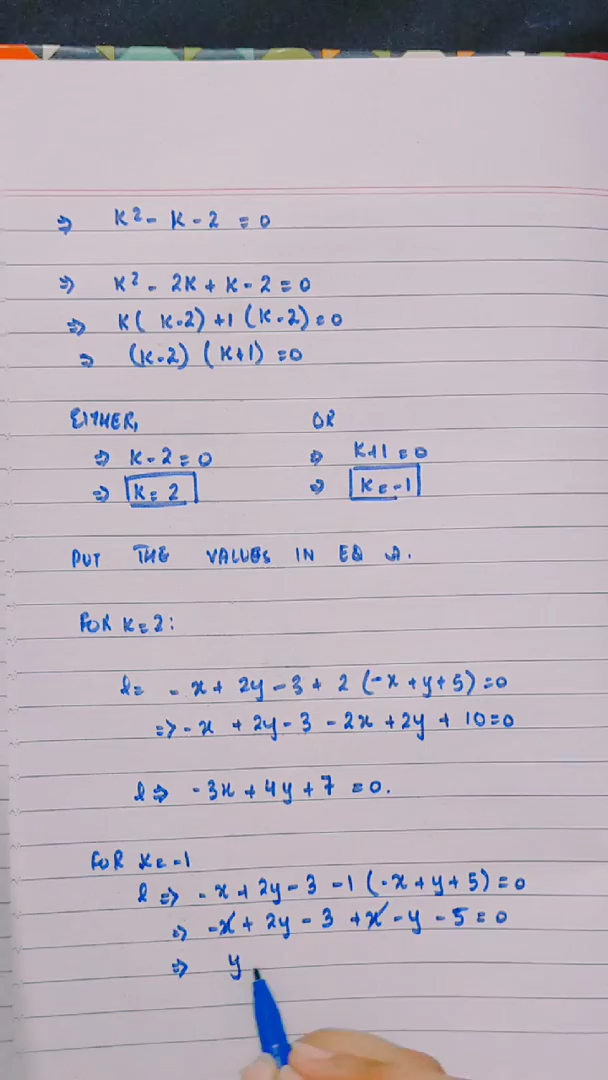 ⇒ K² - K - 2 = 0
⇒ K² - 2K + K - 2 = 0
⇒ K( K-2) +1 (K-2) = 0
⇒ (K-2) (K+1) = 0
EITHER, OR
⇒ K - 2 = 0 ⇒ K+1 = 0
⇒ K = 2 ⇒ K = -1
PUT THE VALUES IN EQ
FOR K = 2:
l = - x + 2y - 3 + 2 (-x + y + 5) = 0
⇒ - x + 2y - 3 - 2x + 2y + 10 = 0
l ⇒ -3x + 4y + 7 = 0.
FOR K = -1
l ⇒ - x + 2y - 3 - 1 (-x + y + 5) = 0
⇒ -x + 2y - 3 + x - y - 5 = 0
⇒ y